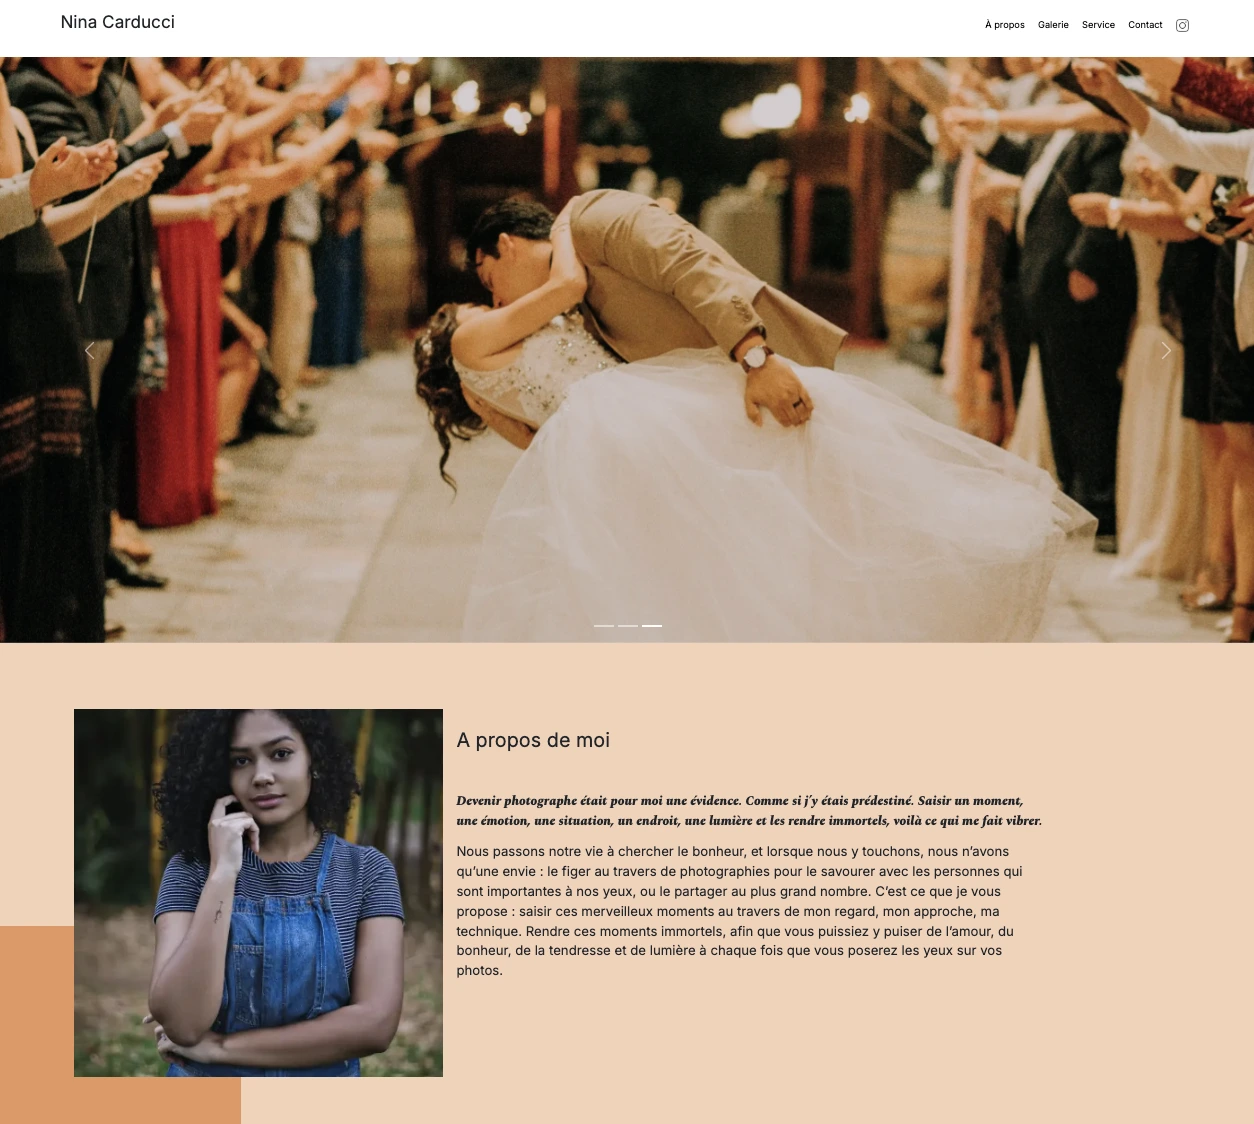 Nina Carducci
À propos Galerie Service Contact
A propos de moi
Devenir photographe était pour moi une évidence. Comme si j'y étais prédestiné. Saisir un moment,
une émotion, une situation, un endroit, une lumière et les rendre immortels, voilà ce qui me fait vibrer.
Nous passons notre vie à chercher le bonheur, et lorsque nous y touchons, nous n’avons
qu’une envie : le figer au travers de photographies pour le savourer avec les personnes qui
sont importantes à nos yeux, ou le partager au plus grand nombre. C’est ce que je vous
propose : saisir ces merveilleux moments au travers de mon regard, mon approche, ma
technique. Rendre ces moments immortels, afin que vous puissiez y puiser de l’amour, du
bonheur, de la tendresse et de lumière à chaque fois que vous poserez les yeux sur vos
photos.